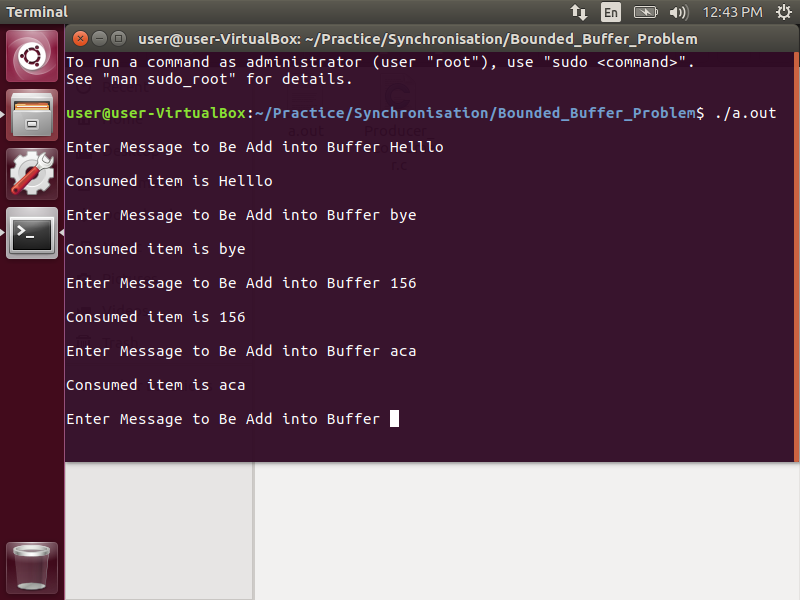 Terminal
En
12:43 PM
user@user-VirtualBox: ~/Practice/Synchronisation/Bounded_Buffer_Problem
To run a command as administrator (user "root"), use "sudo <command>".
See "man sudo_root" for details.
user@user-VirtualBox:~/Practice/Synchronisation/Bounded_Buffer_Problem$ ./a.out
a.out
Producer
r.c
Enter Message to Be Add into Buffer Helllo
Consumed item is Helllo
Enter Message to Be Add into Buffer bye
Consumed item is bye
Enter Message to Be Add into Buffer 156
Consumed item is 156
Enter Message to Be Add into Buffer aca
Consumed item is aca
Enter Message to Be Add into Buffer